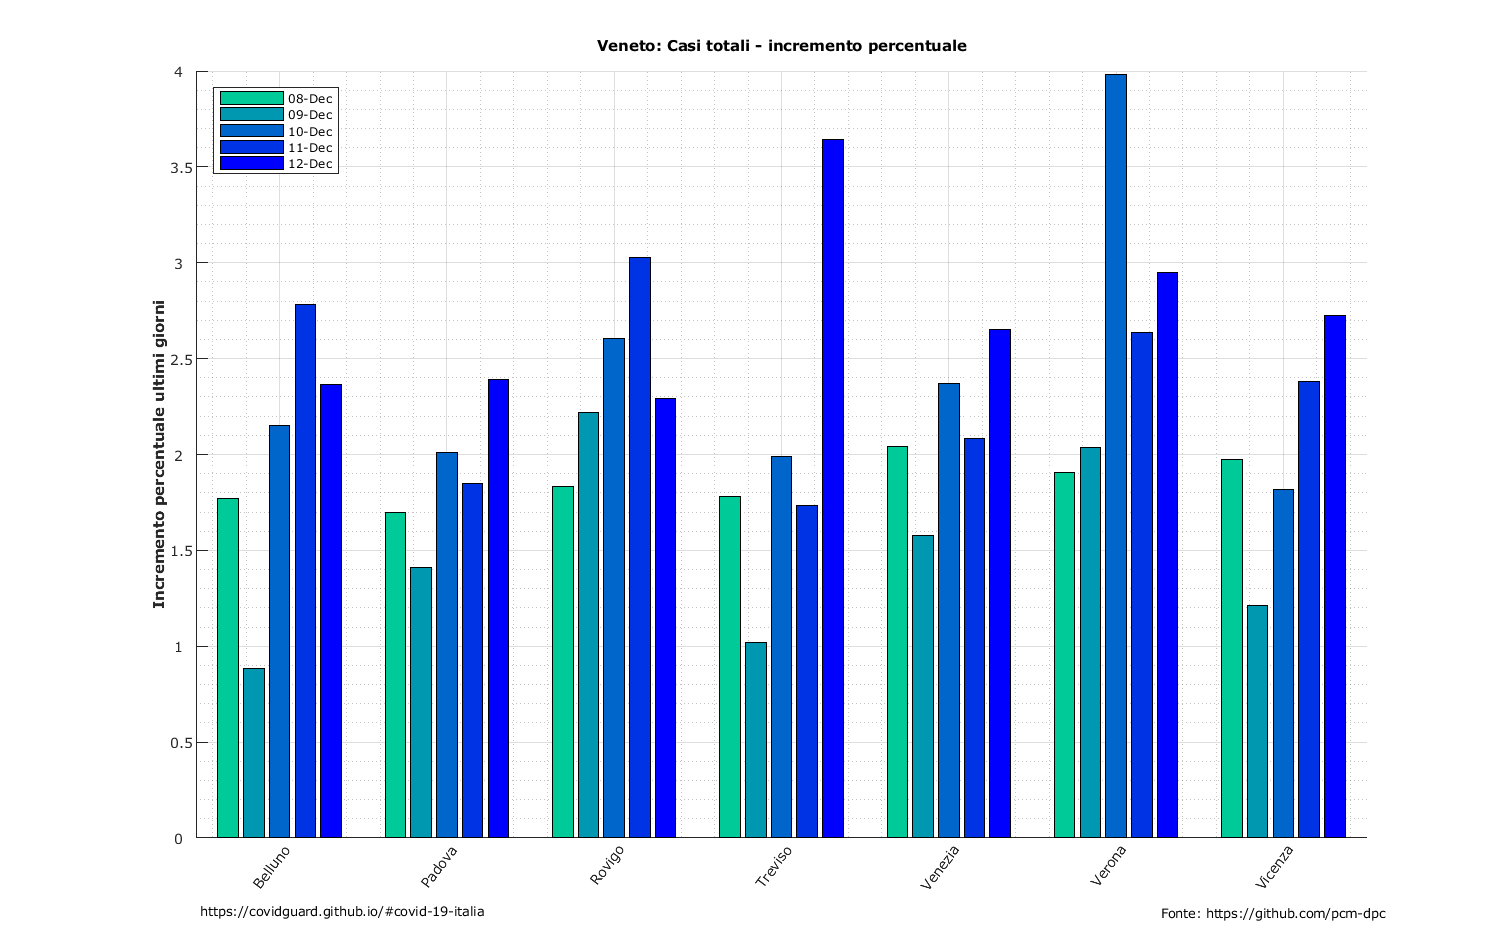 Veneto: Casi totali - incremento percentuale
4
3.5
3
2.5
2
1.5
1
0.5
0
Incremento percentuale ultimi giorni
08-Dec
09-Dec
10-Dec
11-Dec
12-Dec
Belluno
Padova
Rovigo
Treviso
Venezia
Verona
Vicenza
https://covidguard.github.io/#covid-19-italia
Fonte: https://github.com/pcm-dpc